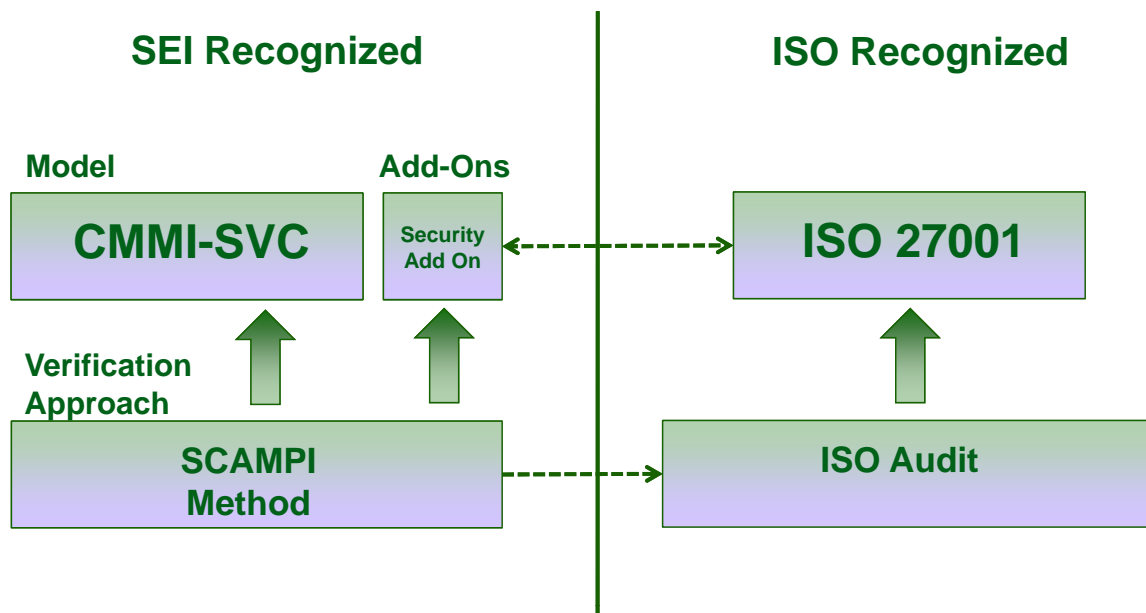 SEI Recognized
ISO Recognized
Model
Add-Ons
CMMI-SVC
Security
Add On
ISO 27001
Verification
Approach
SCAMPI
Method
ISO Audit